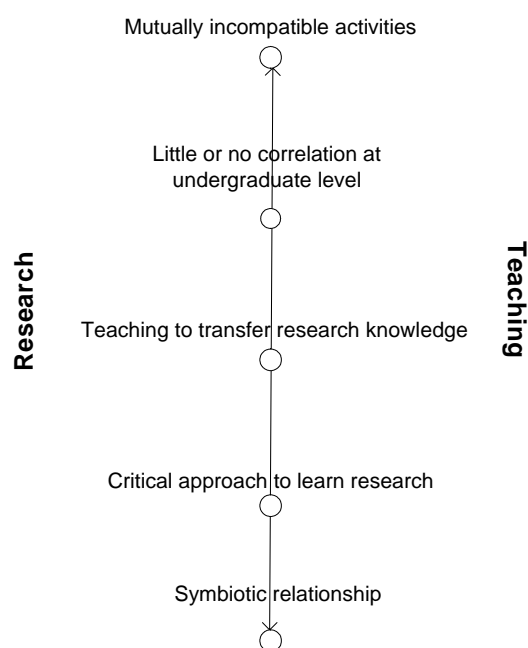 Mutually incompatible activities
Little or no correlation at
undergraduate level
Research
Teaching
Teaching to transfer research knowledge
Critical approach to learn research
Symbiotic relationship